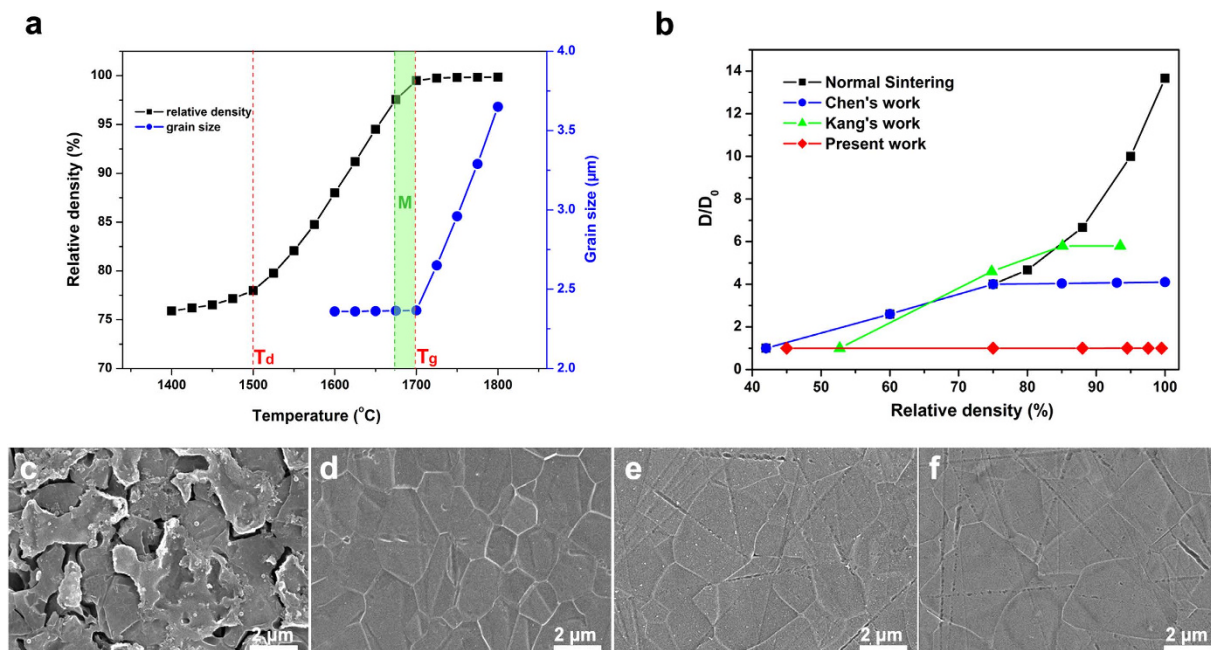 a
100
95
90
85
80
75
70
Relative density (%)
relative density
grain size
M
Td
Tg
4.0
3.5
3.0
2.5
2.0
Grain size (μm)
1400
1500
1600
1700
1800
Temperature (°C)
b
14
12
10
8
6
4
2
0
D/D0
Normal Sintering
Chen's work
Kang's work
Present work
40
50
60
70
80
90
100
Relative density (%)
c
2 μm
d
2 μm
e
2 μm
f
2 μm